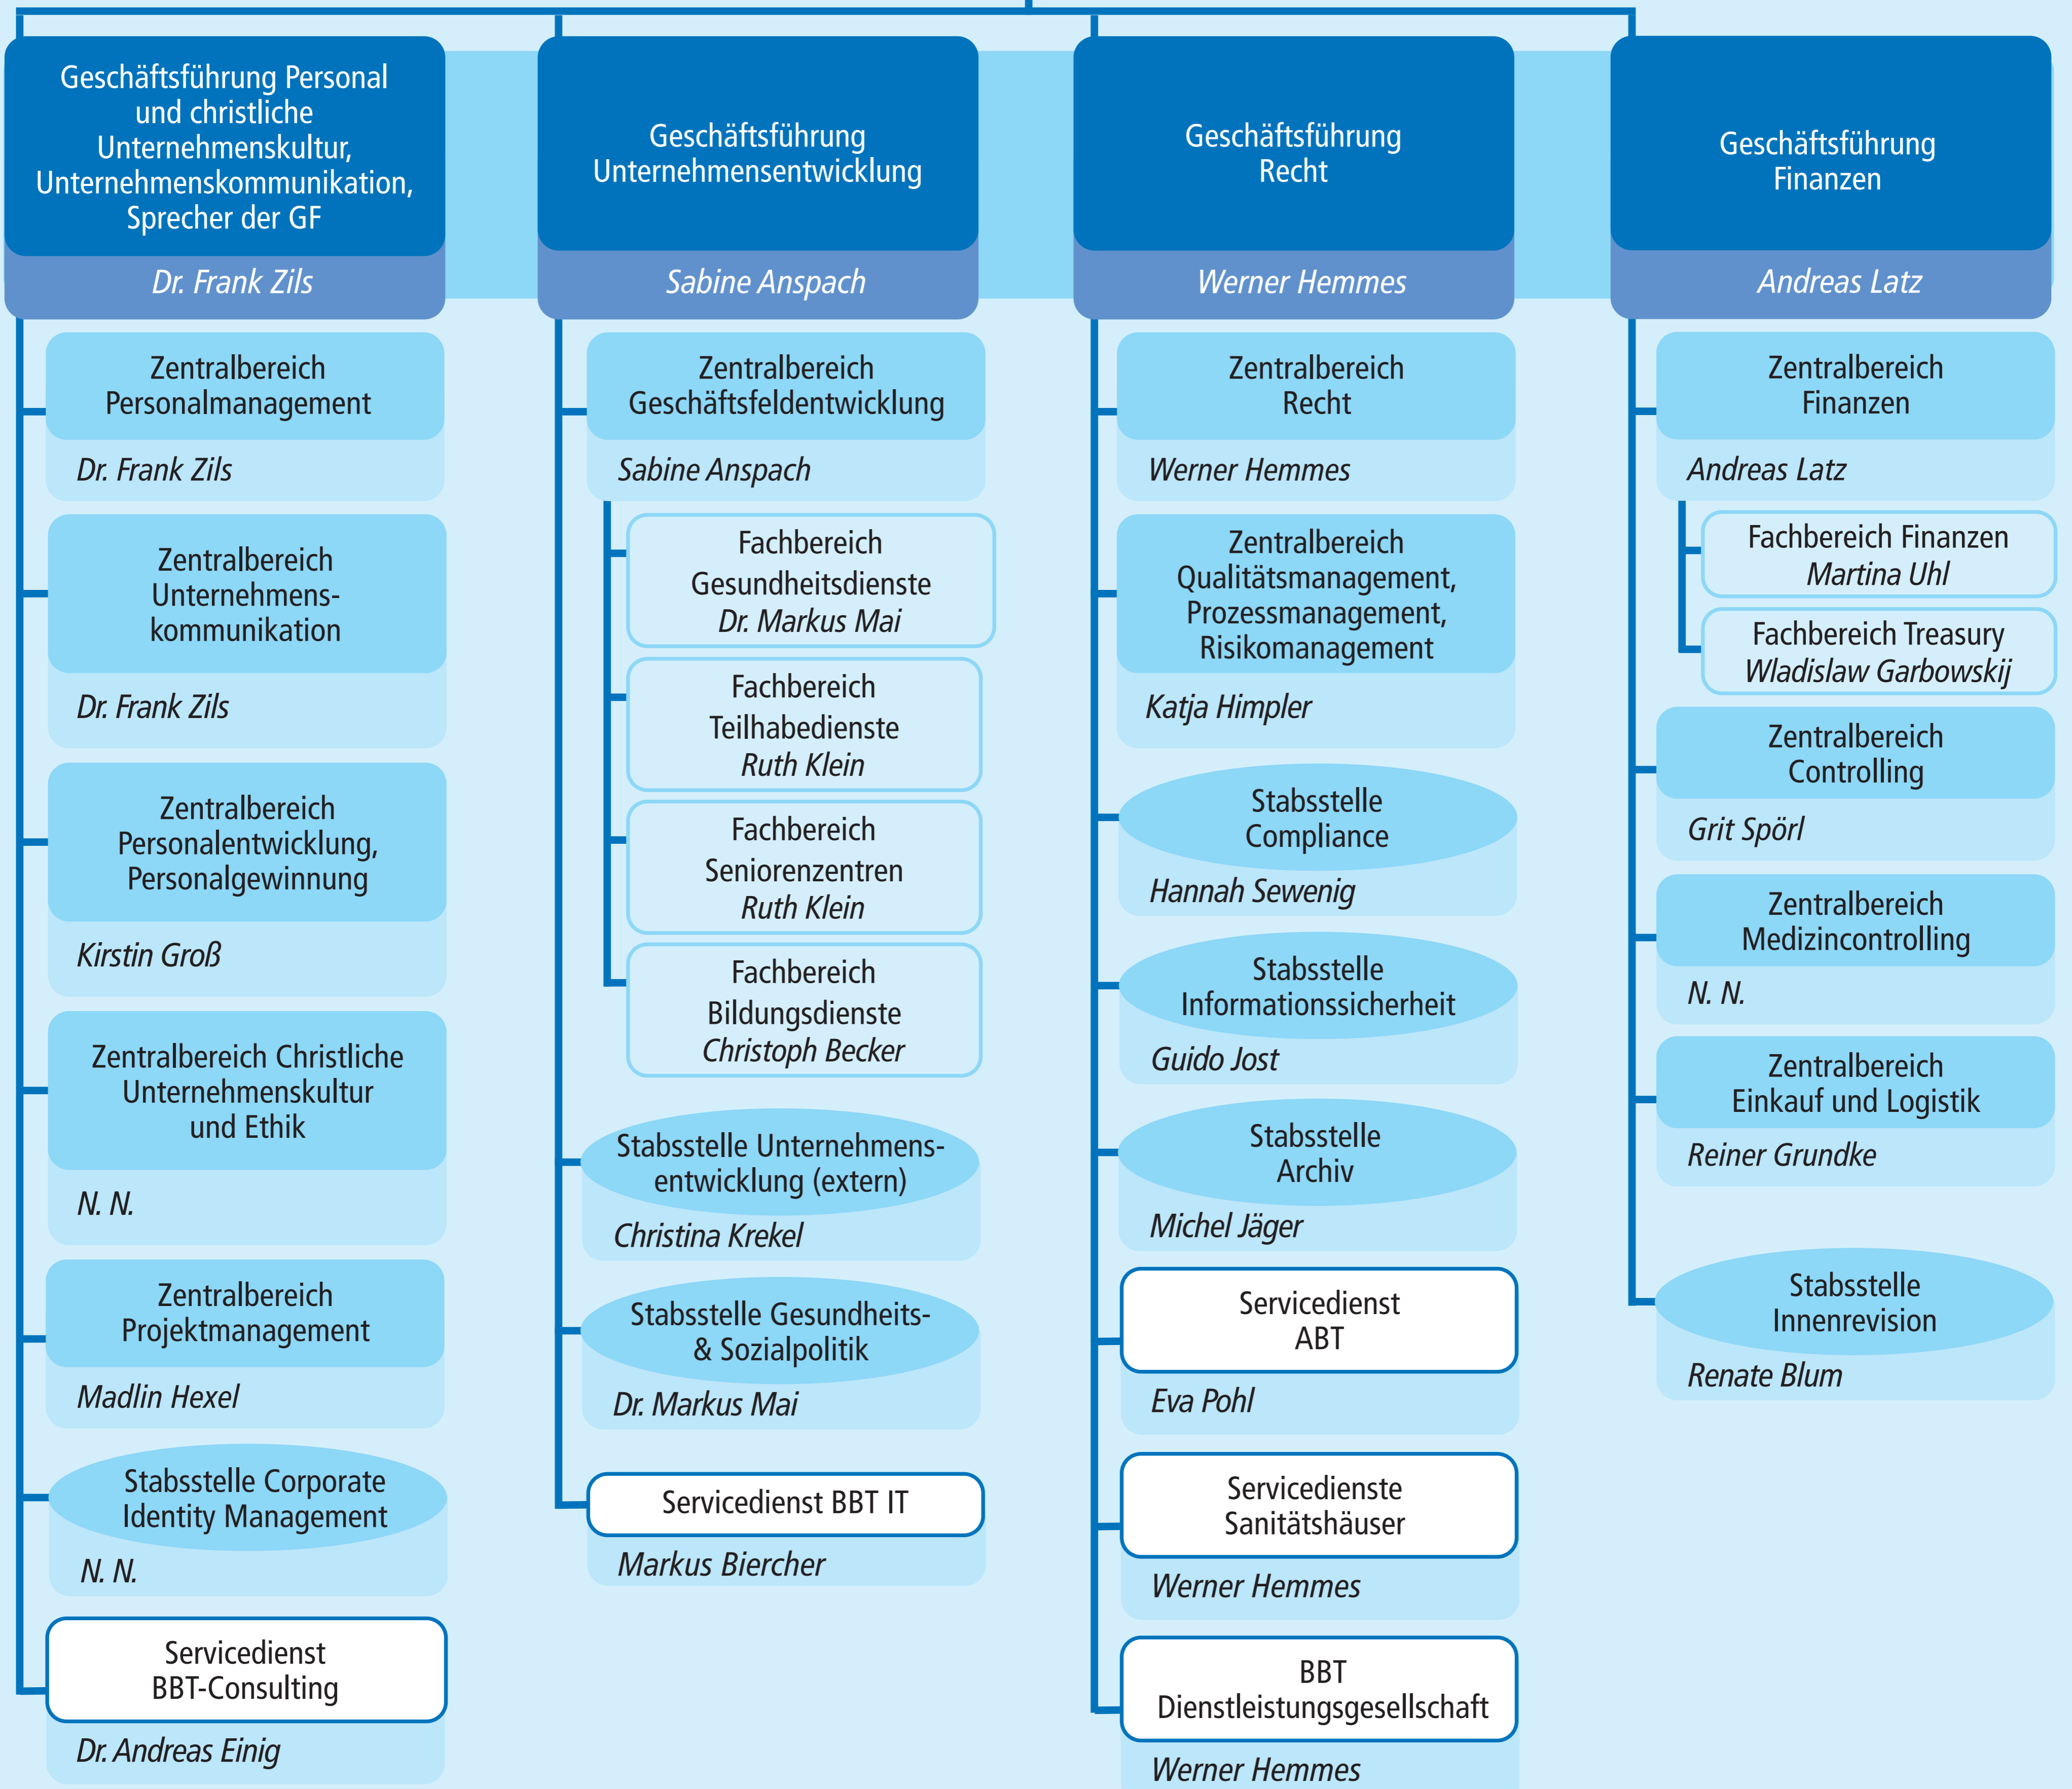 Geschäftsführung Personal
und christliche
Unternehmenskultur,
Unternehmenskommunikation,
Sprecher der GF
Dr. Frank Zils
Zentralbereich
Personalmanagement
Dr. Frank Zils
Zentralbereich
Unternehmens-
kommunikation
Dr. Frank Zils
Zentralbereich
Personalentwicklung,
Personalgewinnung
Kirstin Groß
Zentralbereich Christliche
Unternehmenskultur
und Ethik
N. N.
Zentralbereich
Projektmanagement
Madlin Hexel
Stabsstelle Corporate
Identity Management
N. N.
Servicedienst
BBT-Consulting
Dr. Andreas Einig
Geschäftsführung
Unternehmensentwicklung
Sabine Anspach
Zentralbereich
Geschäftsfeldentwicklung
Sabine Anspach
Fachbereich
Gesundheitsdienste
Dr. Markus Mai
Fachbereich
Teilhabedienste
Ruth Klein
Fachbereich
Seniorenzentren
Ruth Klein
Fachbereich
Bildungsdienste
Christoph Becker
Stabsstelle Unternehmens-
entwicklung (extern)
Christina Krekel
Stabsstelle Gesundheits-
& Sozialpolitik
Dr. Markus Mai
Servicedienst BBT IT
Markus Biercher
Geschäftsführung
Recht
Werner Hemmes
Zentralbereich
Recht
Werner Hemmes
Zentralbereich
Qualitätsmanagement,
Prozessmanagement,
Risikomanagement
Katja Himpler
Stabsstelle
Compliance
Hannah Sewenig
Stabsstelle
Informationssicherheit
Guido Jost
Stabsstelle
Archiv
Michel Jäger
Servicedienst
ABT
Eva Pohl
Servicedienste
Sanitätshäuser
Werner Hemmes
BBT
Dienstleistungsgesellschaft
Werner Hemmes
Geschäftsführung
Finanzen
Andreas Latz
Zentralbereich
Finanzen
Andreas Latz
Fachbereich Finanzen
Martina Uhl
Fachbereich Treasury
Wladislaw Garbowskij
Zentralbereich
Controlling
Grit Spörl
Zentralbereich
Medizincontrolling
N. N.
Zentralbereich
Einkauf und Logistik
Reiner Grundke
Stabsstelle
Innenrevision
Renate Blum